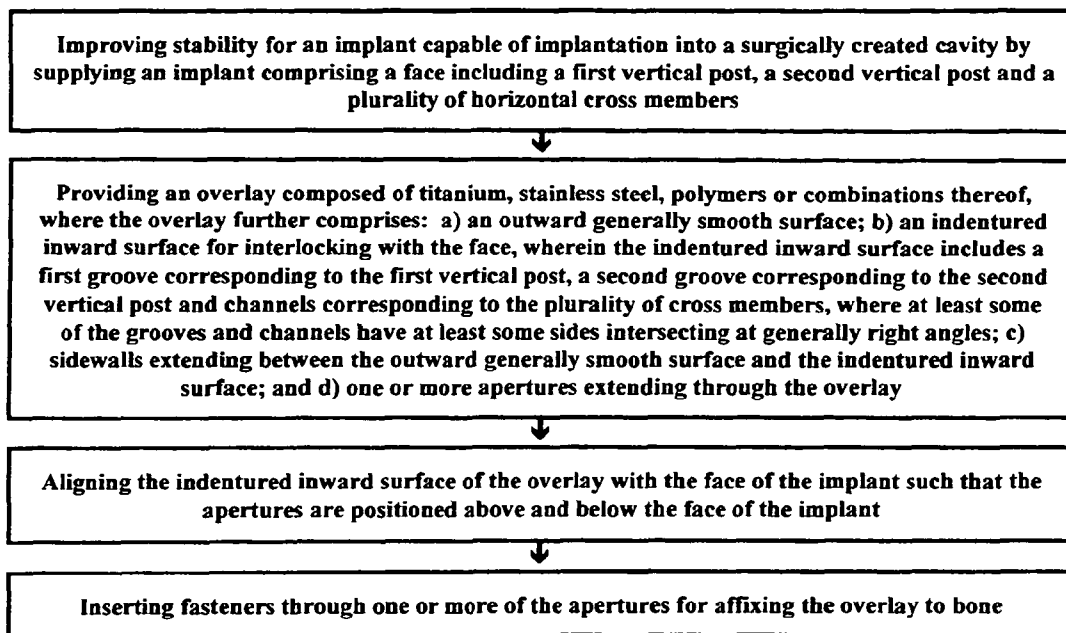 Improving stability for an implant capable of implantation into a surgically created cavity by
supplying an implant comprising a face including a first vertical post, a second vertical post and a
plurality of horizontal cross members
Providing an overlay composed of titanium, stainless steel, polymers or combinations thereof,
where the overlay further comprises: a) an outward generally smooth surface; b) an indentured
inward surface for interlocking with the face, wherein the indentured inward surface includes a
first groove corresponding to the first vertical post, a second groove corresponding to the second
vertical post and channels corresponding to the plurality of cross members, where at least some
of the grooves and channels have at least some sides intersecting at generally right angles; c)
sidewalls extending between the outward generally smooth surface and the indentured inward
surface; and d) one or more apertures extending through the overlay
Aligning the indentured inward surface of the overlay with the face of the implant such that the
apertures are positioned above and below the face of the implant
Inserting fasteners through one or more of the apertures for affixing the overlay to bone